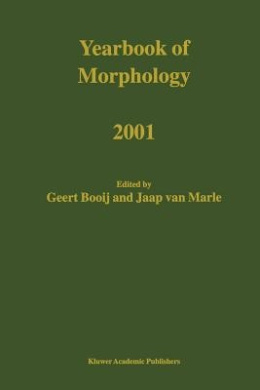 Yearbook of
Morphology
2001
Edited by
Geert Booij and Jaap van Marle
Kluwer Academic Publishers